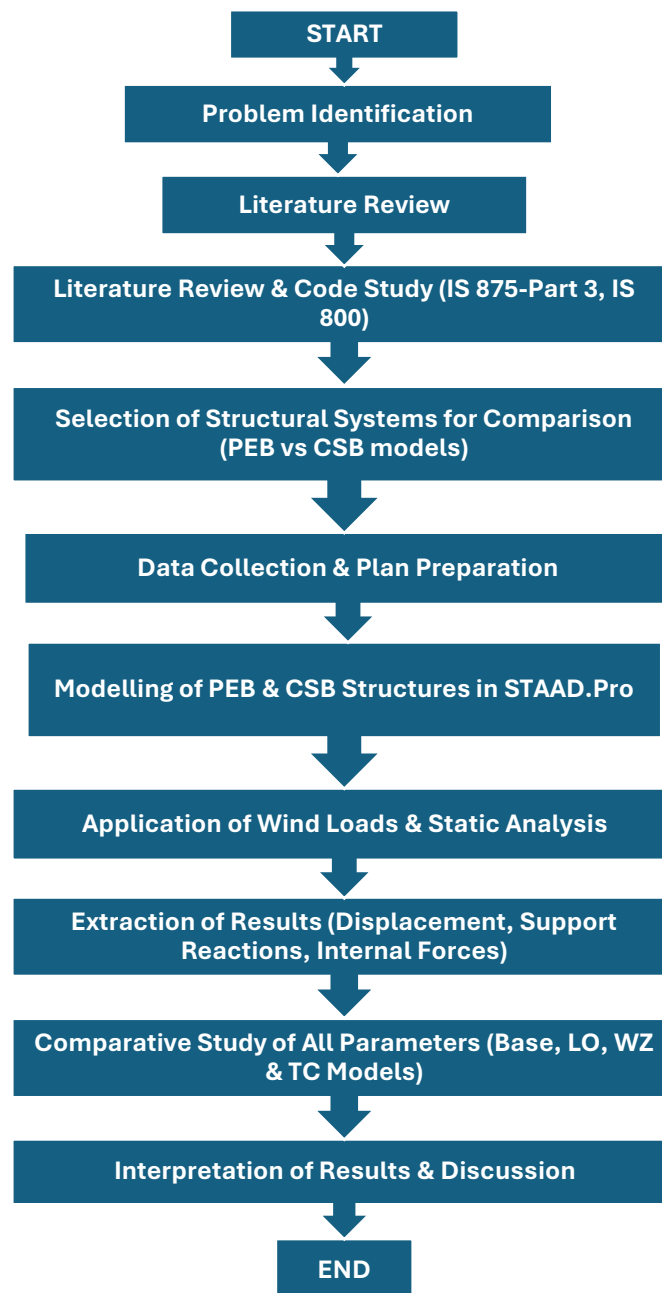 START
Problem Identification
Literature Review
Literature Review & Code Study (IS 875-Part 3, IS
800)
Selection of Structural Systems for Comparison
(PEB vs CSB models)
Data Collection & Plan Preparation
Modelling of PEB & CSB Structures in STAAD.Pro
Application of Wind Loads & Static Analysis
Extraction of Results (Displacement, Support
Reactions, Internal Forces)
Comparative Study of All Parameters (Base, LO, WZ
& TC Models)
Interpretation of Results & Discussion
END